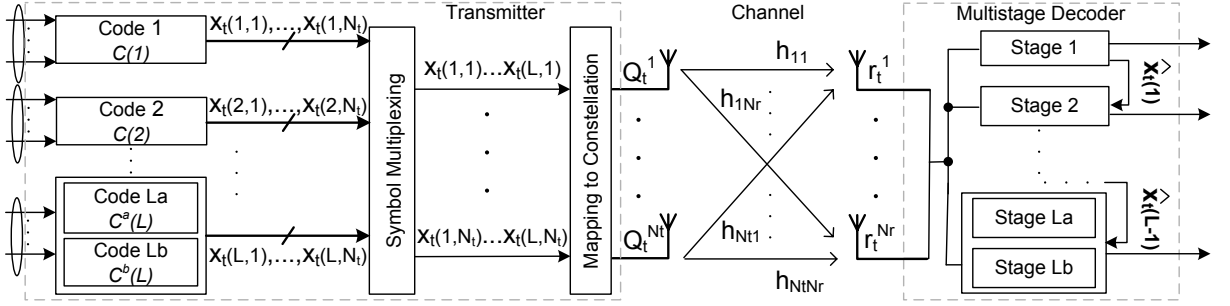 Transmitter
Channel
Multistage Decoder
Code 1
C(1)
X_t(1,1),...,X_t(1,N_t)
Code 2
C(2)
X_t(2,1),...,X_t(2,N_t)
Code La
C^a(L)
Code Lb
C^b(L)
X_t(L,1),...,X_t(L,N_t)
Symbol Multiplexing
X_t(1,1)...X_t(L,1)
X_t(1,N_t)...X_t(L,N_t)
Mapping to Constellation
Q_t^1
Q_t^Nt
h_11
h_1Nr
h_Nt1
h_NtNr
r_t^1
r_t^Nr
Stage 1
X̂_t(1)
Stage 2
X̂_t(L-1)
Stage La
Stage Lb